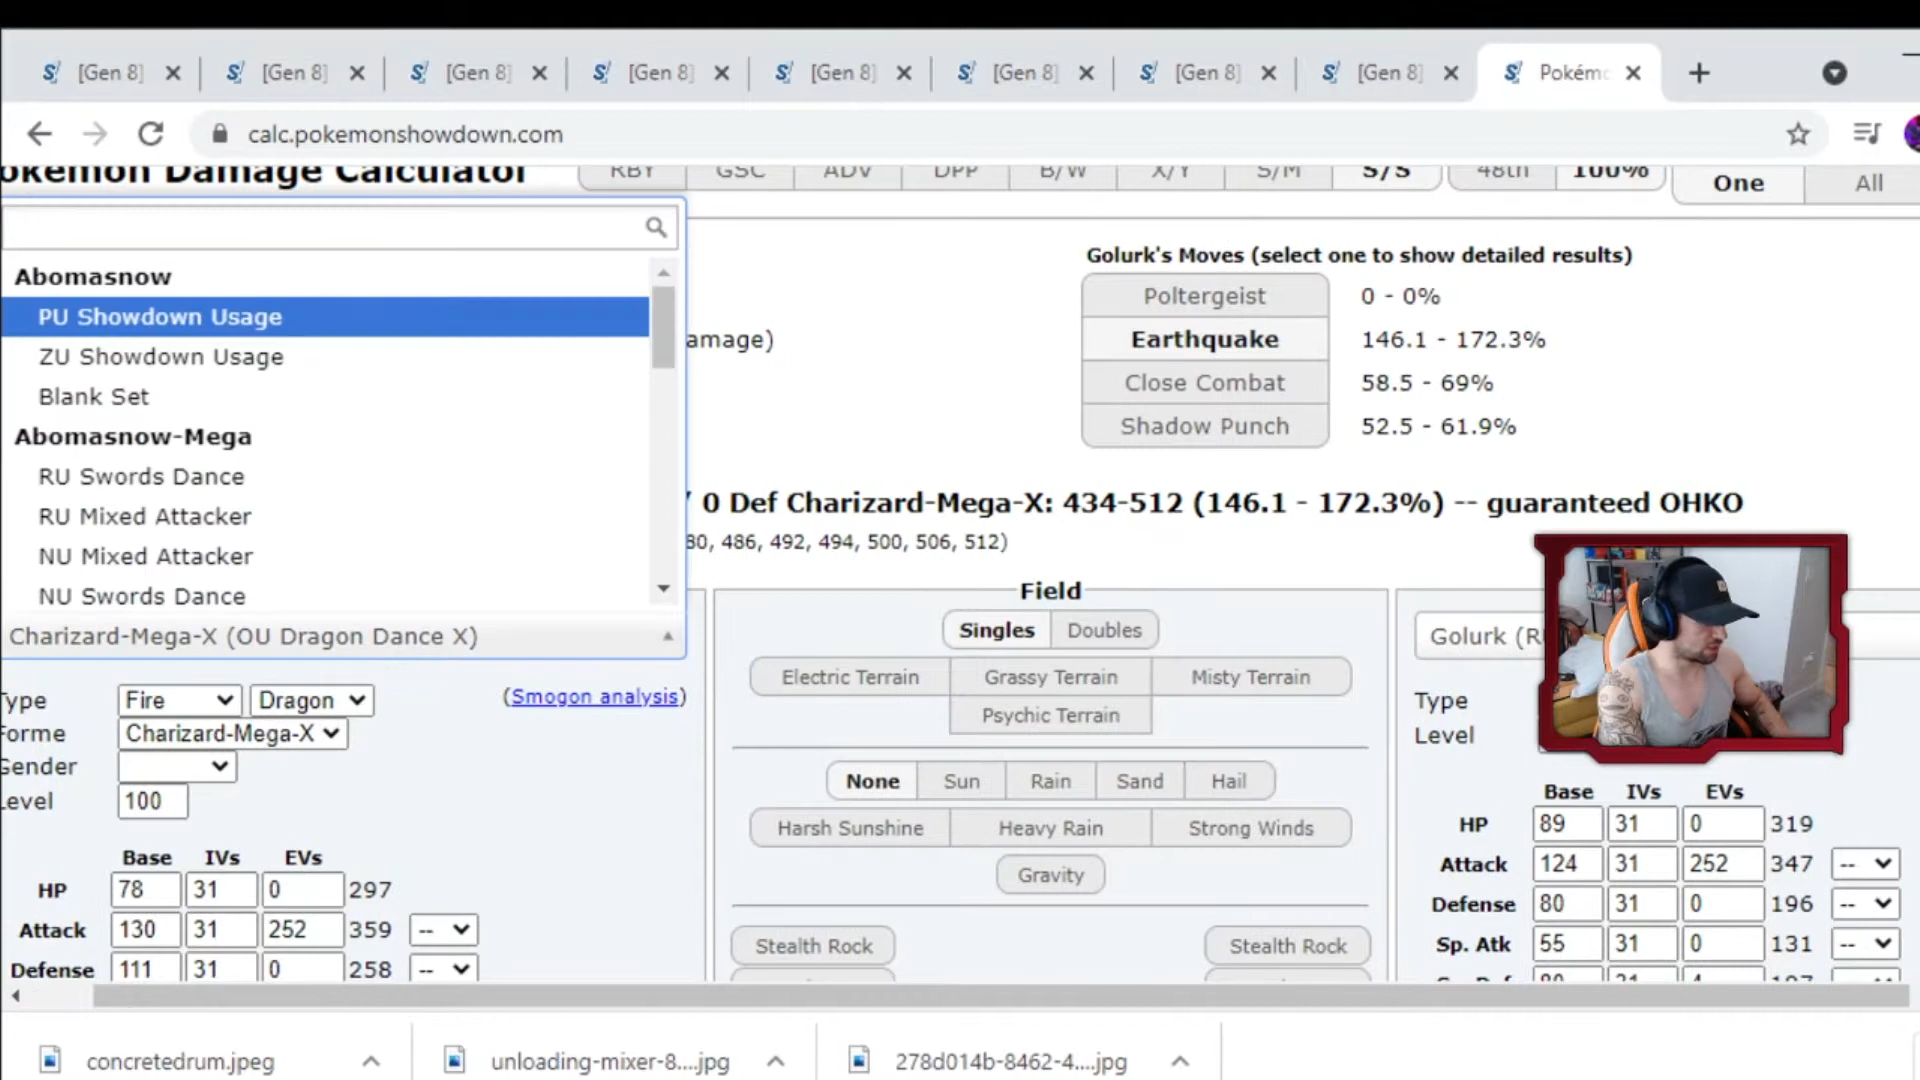 [Gen 8] [Gen 8] [Gen 8] [Gen 8] [Gen 8] [Gen 8] [Gen 8] [Gen 8] Pokémo
calc.pokemonshowdown.com
okémon Damage Calculator
RBY GSC ADV DPP B/W X/Y S/M S/S 48th 100% One All
Abomasnow
PU Showdown Usage
ZU Showdown Usage
Blank Set
Abomasnow-Mega
RU Swords Dance
RU Mixed Attacker
NU Mixed Attacker
NU Swords Dance
Charizard-Mega-X (OU Dragon Dance X)
Golurk's Moves (select one to show detailed results)
Poltergeist 0 - 0%
amage) Earthquake 146.1 - 172.3%
Close Combat 58.5 - 69%
Shadow Punch 52.5 - 61.9%
/ 0 Def Charizard-Mega-X: 434-512 (146.1 - 172.3%) -- guaranteed OHKO
80, 486, 492, 494, 500, 506, 512)
Type Fire Dragon (Smogon analysis)
Forme Charizard-Mega-X
Gender
Level 100
Base IVs EVs
HP 78 31 0 297
Attack 130 31 252 359 --
Defense 111 31 0 258 --
Field
Singles Doubles
Electric Terrain Grassy Terrain Misty Terrain
Psychic Terrain
None Sun Rain Sand Hail
Harsh Sunshine Heavy Rain Strong Winds
Gravity
Stealth Rock Stealth Rock
Golurk (R
Type
Level
Base IVs EVs
HP 89 31 0 319
Attack 124 31 252 347 --
Defense 80 31 0 196 --
Sp. Atk 55 31 0 131 --
concretedrum.jpeg unloading-mixer-8....jpg 278d014b-8462-4....jpg